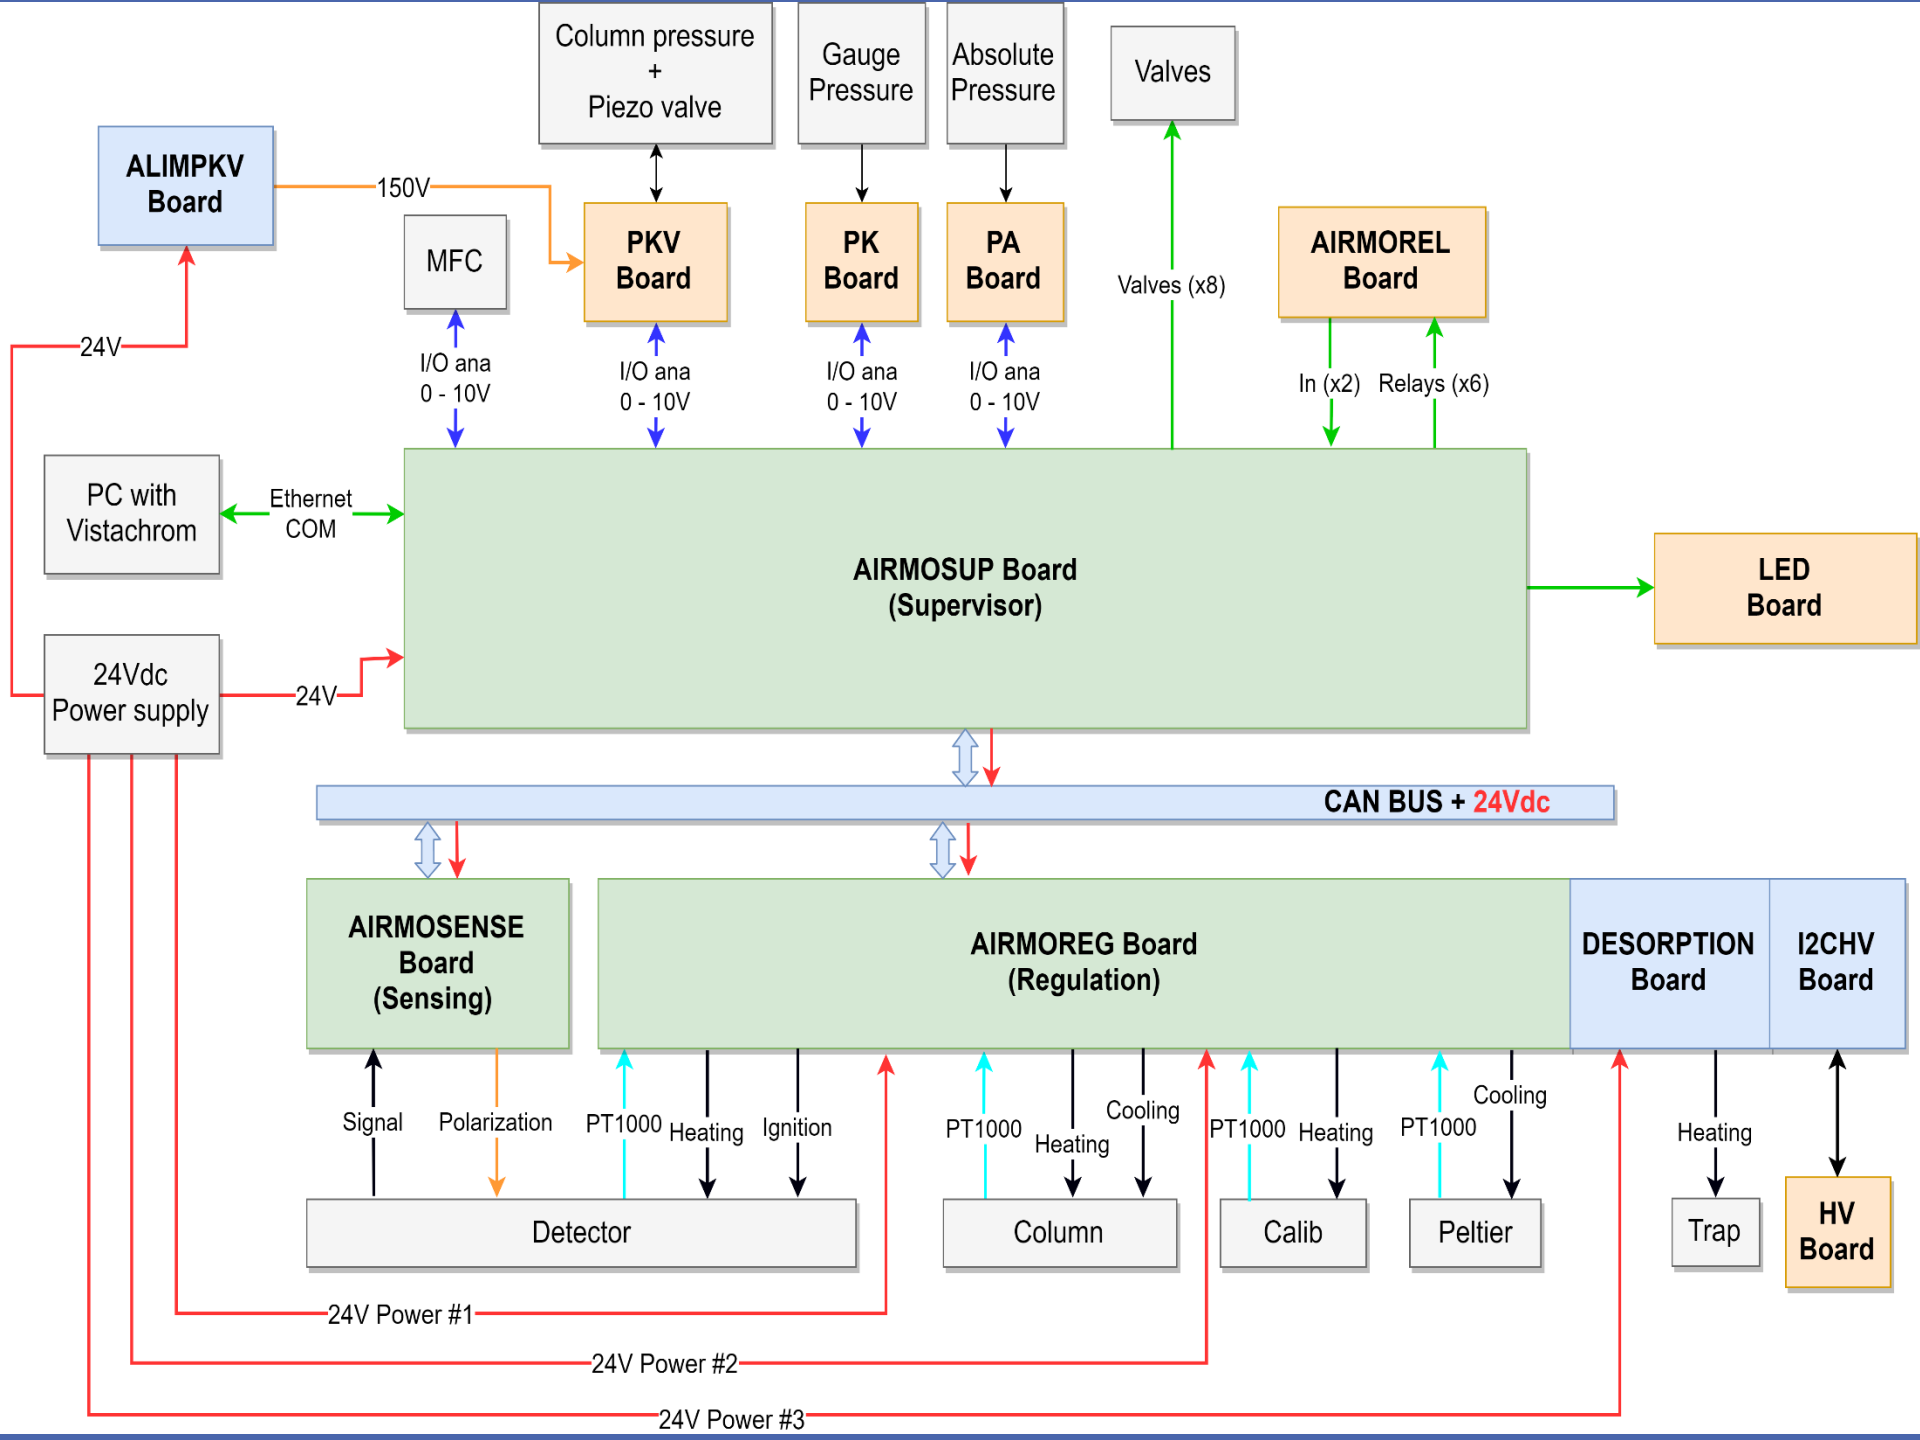 Column pressure
+
Piezo valve
Gauge
Pressure
Absolute
Pressure
Valves
ALIMPKV
Board
150V
MFC
PKV
Board
PK
Board
PA
Board
Valves (x8)
AIRMOREL
Board
24V
I/O ana
0 - 10V
I/O ana
0 - 10V
I/O ana
0 - 10V
I/O ana
0 - 10V
In (x2)
Relays (x6)
PC with
Vistachrom
Ethernet
COM
AIRMOSUP Board
(Supervisor)
LED
Board
24Vdc
Power supply
24V
CAN BUS + 24Vdc
AIRMOSENSE
Board
(Sensing)
AIRMOREG Board
(Regulation)
DESORPTION
Board
I2CHV
Board
Signal
Polarization
PT1000
Heating
Ignition
PT1000
Heating
Cooling
PT1000
Heating
PT1000
Cooling
Heating
Detector
Column
Calib
Peltier
Trap
HV
Board
24V Power #1
24V Power #2
24V Power #3